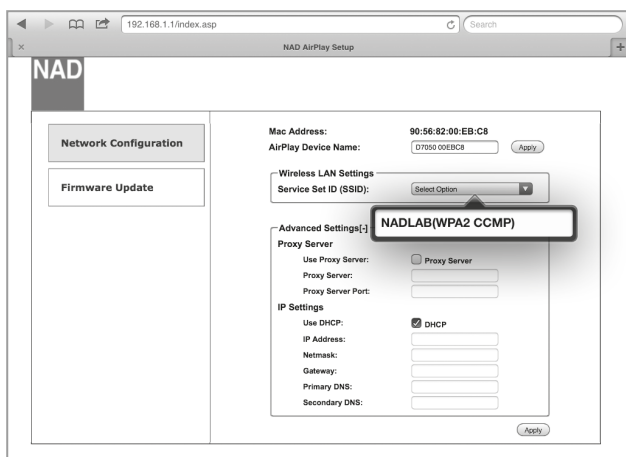 192.168.1.1/index.asp
Search
NAD AirPlay Setup
NAD
Network Configuration
Firmware Update
Mac Address: 90:56:82:00:EB:C8
AirPlay Device Name: D7050 00EBC8 Apply
Wireless LAN Settings
Service Set ID (SSID): Select Option
NADLAB(WPA2 CCMP)
Advanced Settings[-]
Proxy Server
Use Proxy Server: Proxy Server
Proxy Server:
Proxy Server Port:
IP Settings
Use DHCP: DHCP
IP Address:
Netmask:
Gateway:
Primary DNS:
Secondary DNS:
Apply